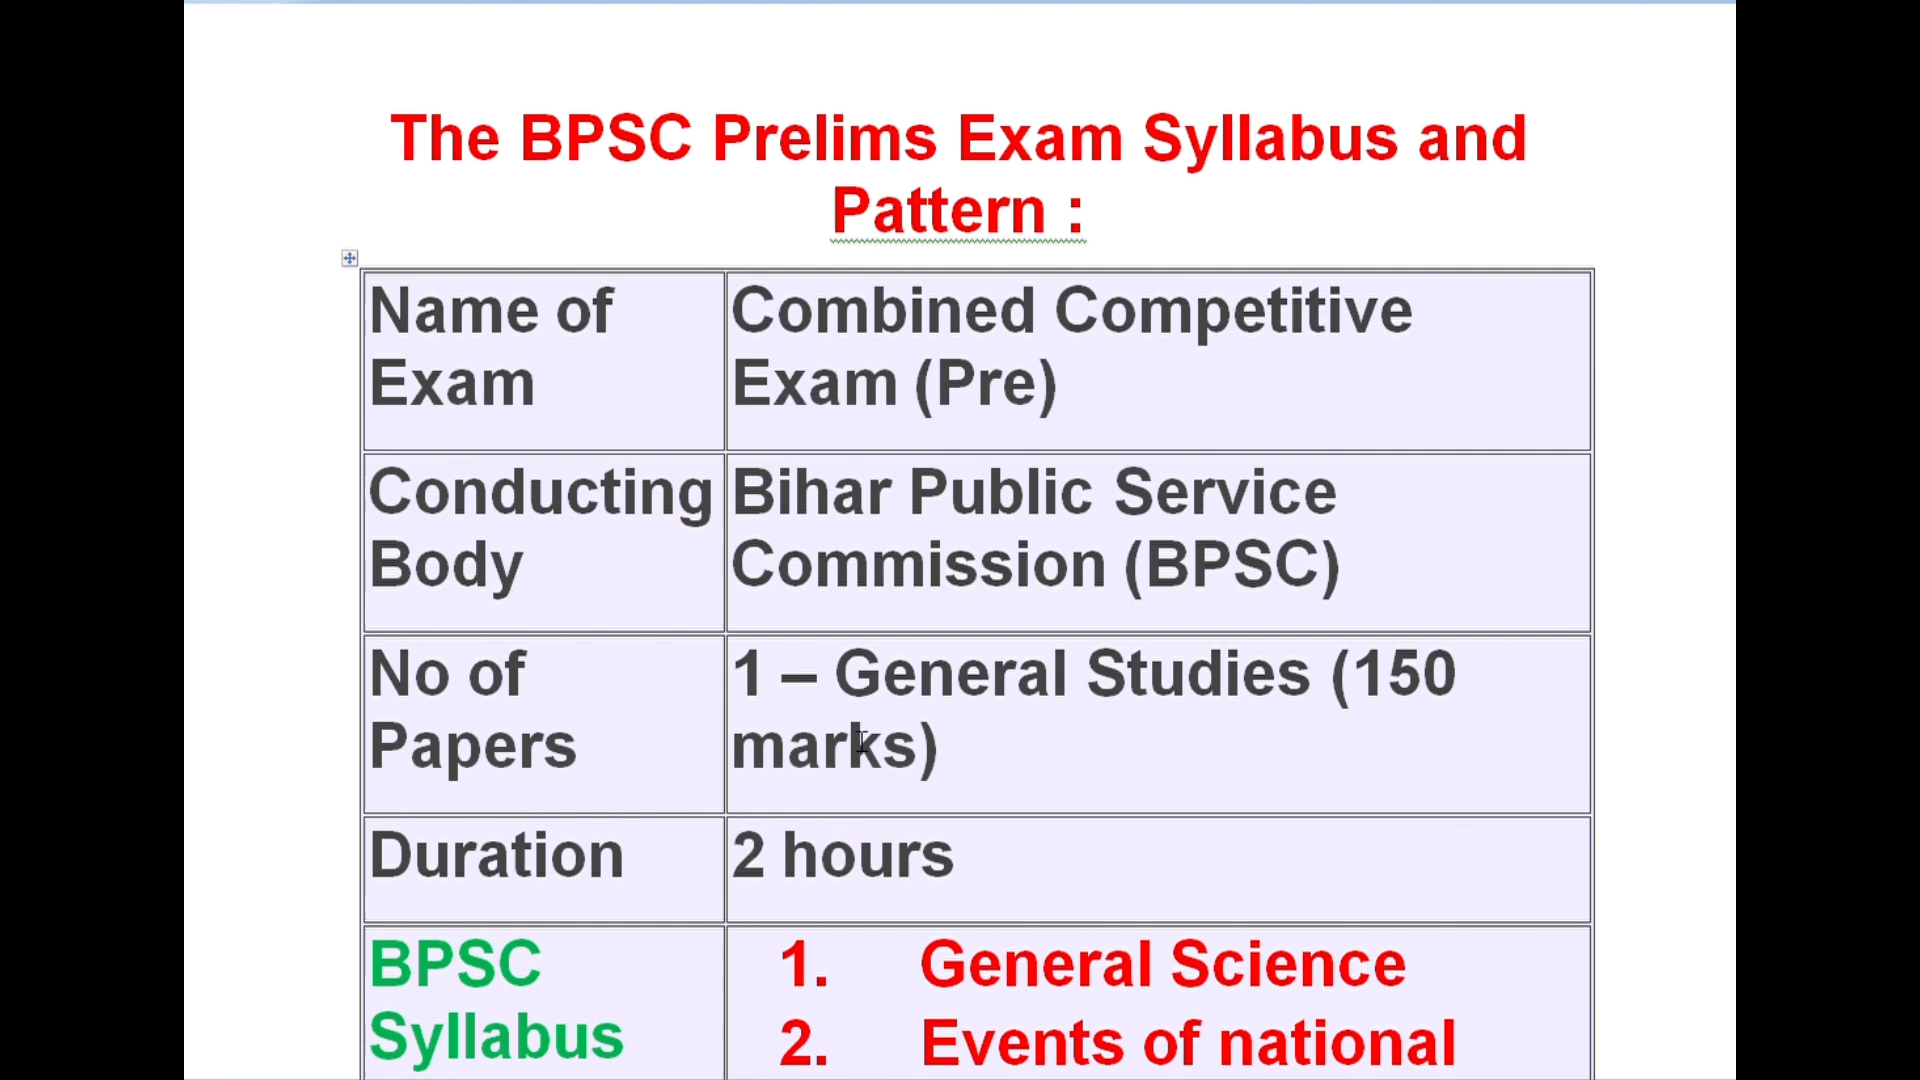 The BPSC Prelims Exam Syllabus and
Pattern :
Name of
Exam
Combined Competitive
Exam (Pre)
Conducting
Body
Bihar Public Service
Commission (BPSC)
No of
Papers
1 – General Studies (150
marks)
Duration
2 hours
BPSC
Syllabus
1. General Science
2. Events of national